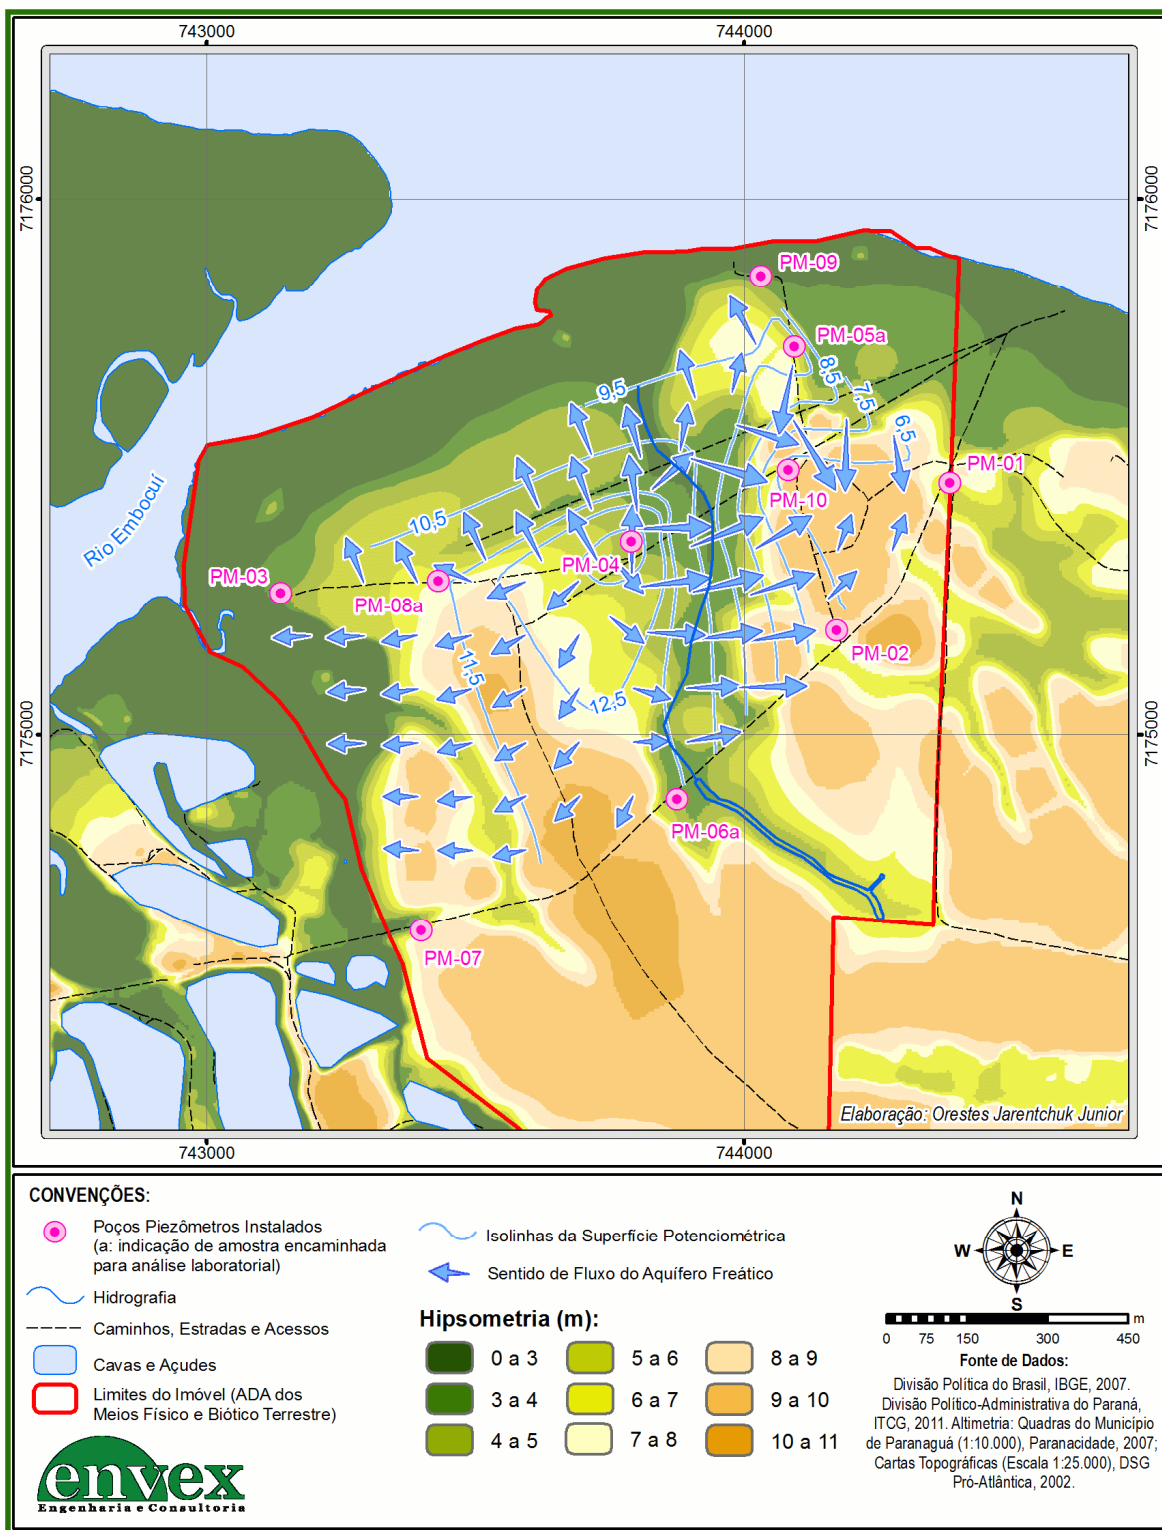 743000
744000
7176000
7176000
PM-09
PM-05a
8,5
7,5
9,5
6,5
PM-01
PM-10
Rio Embocuí
10,5
PM-04
PM-03
PM-08a
PM-02
11,5
12,5
7175000
7175000
PM-06a
PM-07
Elaboração: Orestes Jarentchuk Junior
743000
744000
CONVENÇÕES:
Poços Piezômetros Instalados
(a: indicação de amostra encaminhada
para análise laboratorial)
Hidrografia
Caminhos, Estradas e Acessos
Cavas e Açudes
Limites do Imóvel (ADA dos
Meios Físico e Biótico Terrestre)
envex
Engenharia e Consultoria
Isolinhas da Superfície Potenciométrica
Sentido de Fluxo do Aquífero Freático
Hipsometria (m):
0 a 3
5 a 6
8 a 9
3 a 4
6 a 7
9 a 10
4 a 5
7 a 8
10 a 11
N
W
E
S
m
0 75 150 300 450
Fonte de Dados:
Divisão Política do Brasil, IBGE, 2007.
Divisão Político-Administrativa do Paraná,
ITCG, 2011. Altimetria: Quadras do Município
de Paranaguá (1:10.000), Paranacidade, 2007;
Cartas Topográficas (Escala 1:25.000), DSG
Pró-Atlântica, 2002.